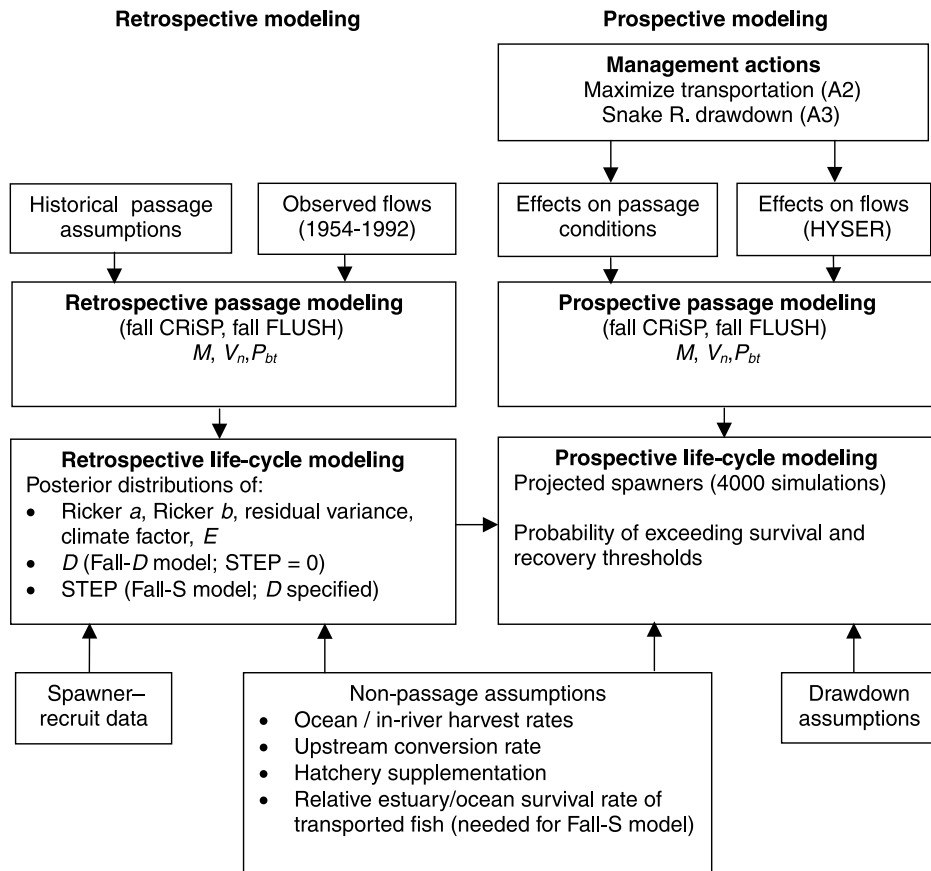 Retrospective modeling
Prospective modeling
Management actions
Maximize transportation (A2)
Snake R. drawdown (A3)
Historical passage
assumptions
Observed flows
(1954-1992)
Effects on passage
conditions
Effects on flows
(HYSER)
Retrospective passage modeling
(fall CRiSP, fall FLUSH)
M, Vn,Pbt
Prospective passage modeling
(fall CRiSP, fall FLUSH)
M, Vn,Pbt
Retrospective life-cycle modeling
Posterior distributions of:
• Ricker a, Ricker b, residual variance,
climate factor, E
• D (Fall-D model; STEP = 0)
• STEP (Fall-S model; D specified)
Prospective life-cycle modeling
Projected spawners (4000 simulations)
Probability of exceeding survival and
recovery thresholds
Spawner–
recruit data
Non-passage assumptions
• Ocean / in-river harvest rates
• Upstream conversion rate
• Hatchery supplementation
• Relative estuary/ocean survival rate of
transported fish (needed for Fall-S model)
Drawdown
assumptions